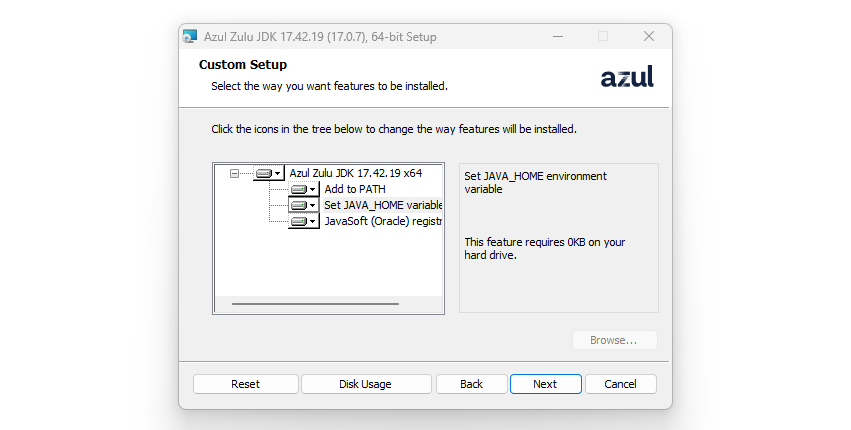 Azul Zulu JDK 17.42.19 (17.0.7), 64-bit Setup
Custom Setup
Select the way you want features to be installed.
azul
Click the icons in the tree below to change the way features will be installed.
Azul Zulu JDK 17.42.19 x64
Add to PATH
Set JAVA_HOME variable
JavaSoft (Oracle) registr
Set JAVA_HOME environment
variable
This feature requires 0KB on your
hard drive.
Browse...
Reset
Disk Usage
Back
Next
Cancel